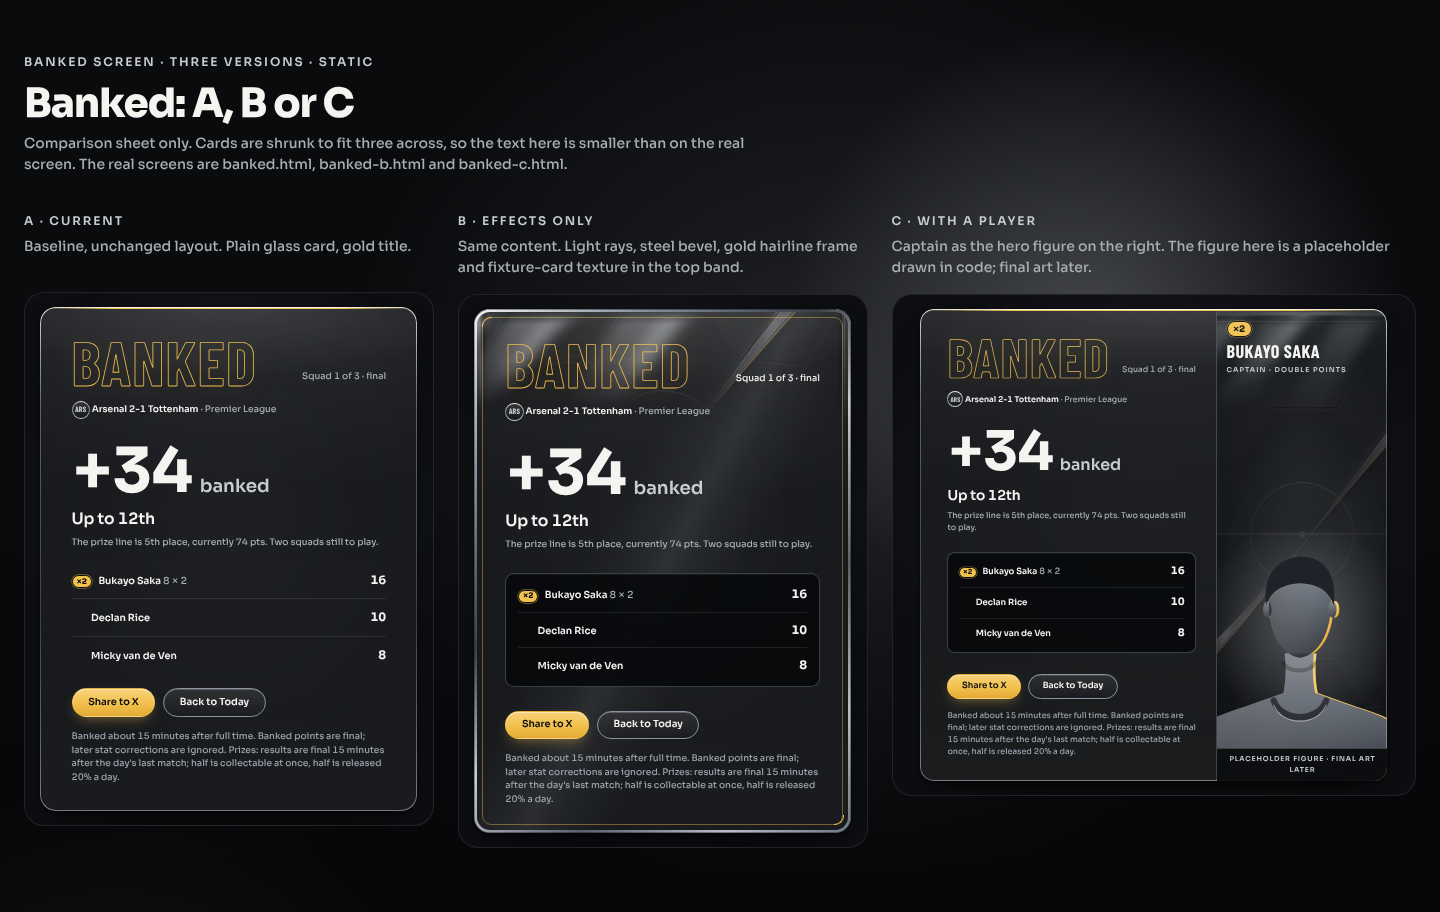 BANKED SCREEN · THREE VERSIONS · STATIC
Banked: A, B or C
Comparison sheet only. Cards are shrunk to fit three across, so the text here is smaller than on the real
screen. The real screens are banked.html, banked-b.html and banked-c.html.
A · CURRENT
Baseline, unchanged layout. Plain glass card, gold title.
BANKED
Squad 1 of 3 · final
ARS Arsenal 2–1 Tottenham · Premier League
+34 banked
Up to 12th
The prize line is 5th place, currently 74 pts. Two squads still to play.
×2 Bukayo Saka 8 × 2 16
Declan Rice 10
Micky van de Ven 8
Share to X
Back to Today
Banked about 15 minutes after full time. Banked points are final;
later stat corrections are ignored. Prizes: results are final 15 minutes
after the day's last match; half is collectable at once, half is released
20% a day.
B · EFFECTS ONLY
Same content. Light rays, steel bevel, gold hairline frame
and fixture-card texture in the top band.
BANKED
Squad 1 of 3 · final
ARS Arsenal 2–1 Tottenham · Premier League
+34 banked
Up to 12th
The prize line is 5th place, currently 74 pts. Two squads still to play.
×2 Bukayo Saka 8 × 2 16
Declan Rice 10
Micky van de Ven 8
Share to X
Back to Today
Banked about 15 minutes after full time. Banked points are final;
later stat corrections are ignored. Prizes: results are final 15 minutes
after the day's last match; half is collectable at once, half is released
20% a day.
C · WITH A PLAYER
Captain as the hero figure on the right. The figure here is a placeholder
drawn in code; final art later.
BANKED
Squad 1 of 3 · final
ARS Arsenal 2–1 Tottenham · Premier League
+34 banked
Up to 12th
The prize line is 5th place, currently 74 pts. Two squads still
to play.
×2 Bukayo Saka 8 × 2 16
Declan Rice 10
Micky van de Ven 8
Share to X
Back to Today
Banked about 15 minutes after full time. Banked points are
final; later stat corrections are ignored. Prizes: results are final
15 minutes after the day's last match; half is collectable at
once, half is released 20% a day.
×2
BUKAYO SAKA
CAPTAIN · DOUBLE POINTS
PLACEHOLDER FIGURE · FINAL ART
LATER